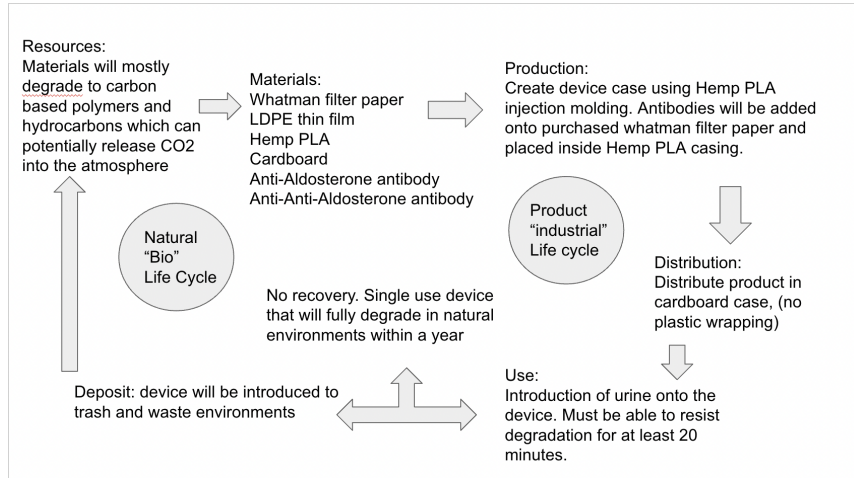 Resources:
Materials will mostly
degrade to carbon
based polymers and
hydrocarbons which can
potentially release CO2
into the atmosphere
Materials:
Whatman filter paper
LDPE thin film
Hemp PLA
Cardboard
Anti-Aldosterone antibody
Anti-Anti-Aldosterone antibody
Production:
Create device case using Hemp PLA
injection molding. Antibodies will be added
onto purchased whatman filter paper and
placed inside Hemp PLA casing.
Natural
“Bio”
Life Cycle
Product
“industrial”
Life cycle
Distribution:
Distribute product in
cardboard case, (no
plastic wrapping)
No recovery. Single use device
that will fully degrade in natural
environments within a year
Use:
Introduction of urine onto the
device. Must be able to resist
degradation for at least 20
minutes.
Deposit: device will be introduced to
trash and waste environments